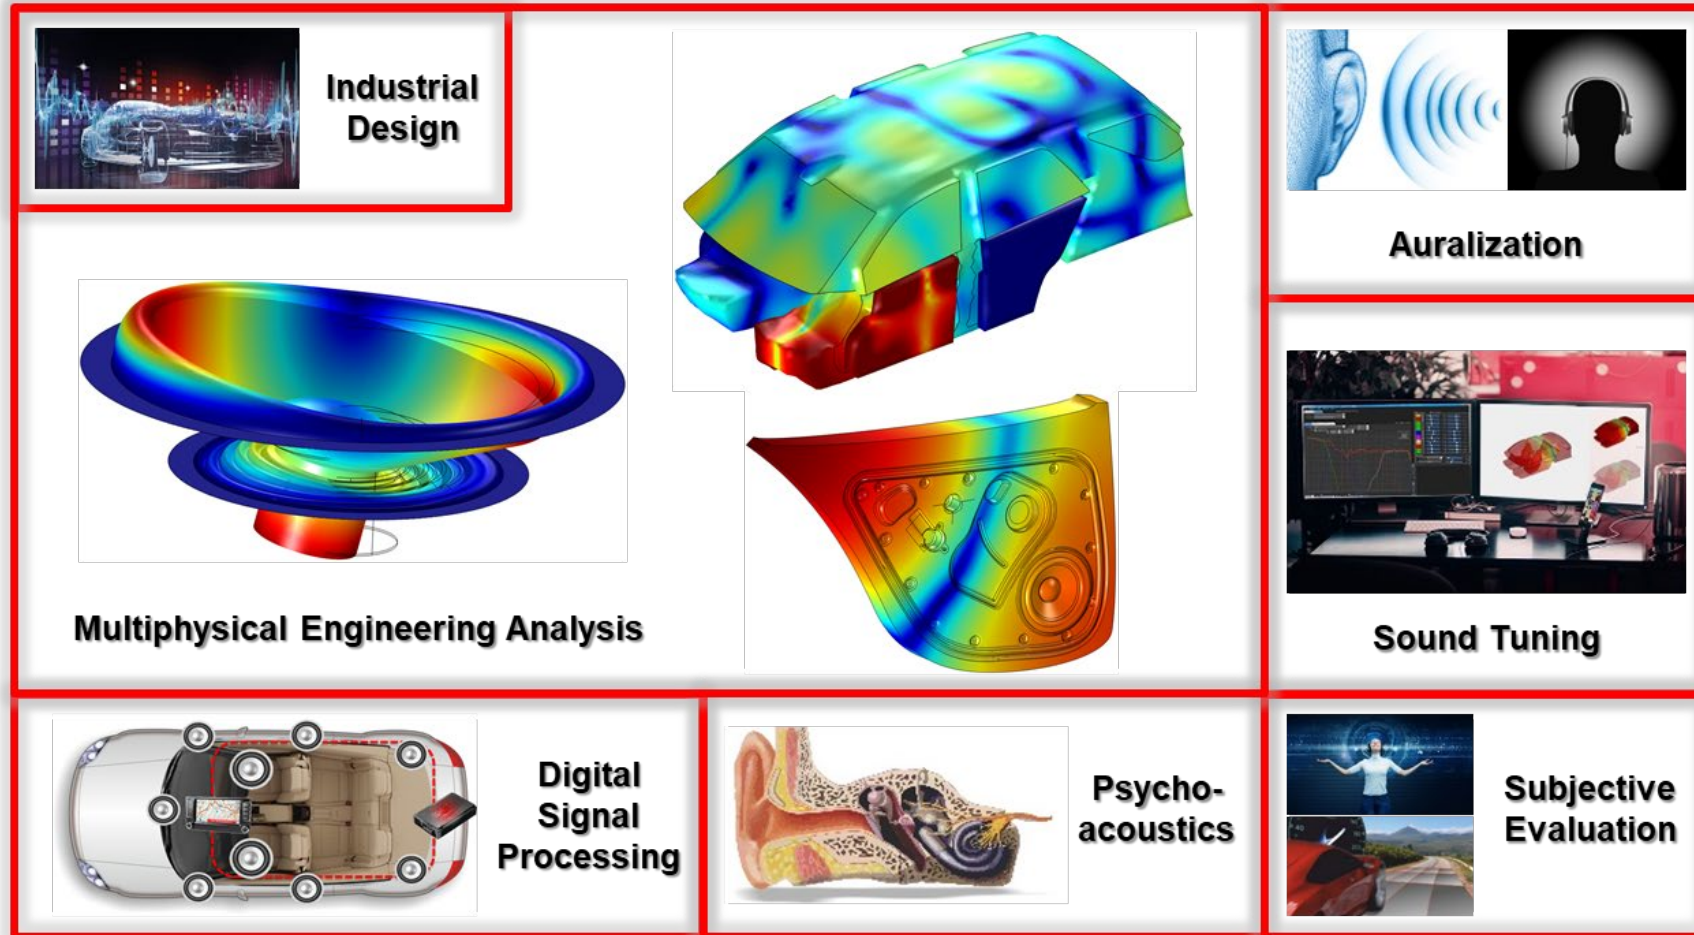 Industrial
Design
Auralization
Multiphysical Engineering Analysis
Sound Tuning
Digital
Signal
Processing
Psycho-
acoustics
Subjective
Evaluation